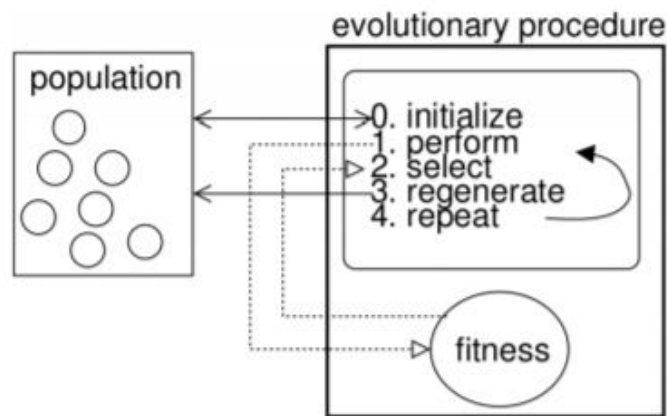 evolutionary procedure
population
0. initialize
1. perform
2. select
3. regenerate
4. repeat
fitness